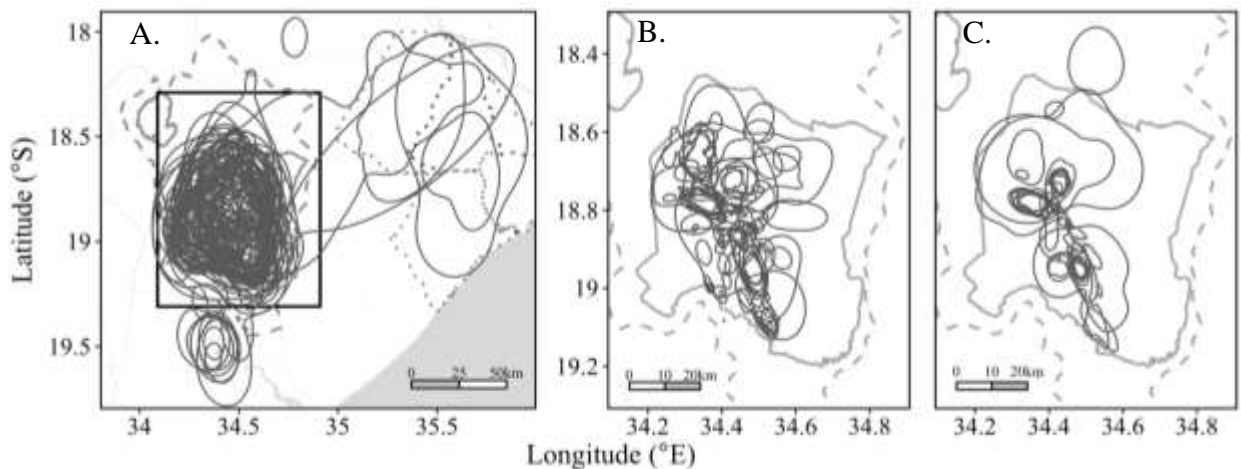 A.
B.
C.
18
18.5
19
19.5
Latitude (°S)
0 25 50km
34 34.5 35 35.5
18.4
18.6
18.8
19
19.2
0 10 20km
34.2 34.4 34.6 34.8
0 10 20km
34.2 34.4 34.6 34.8
Longitude (°E)